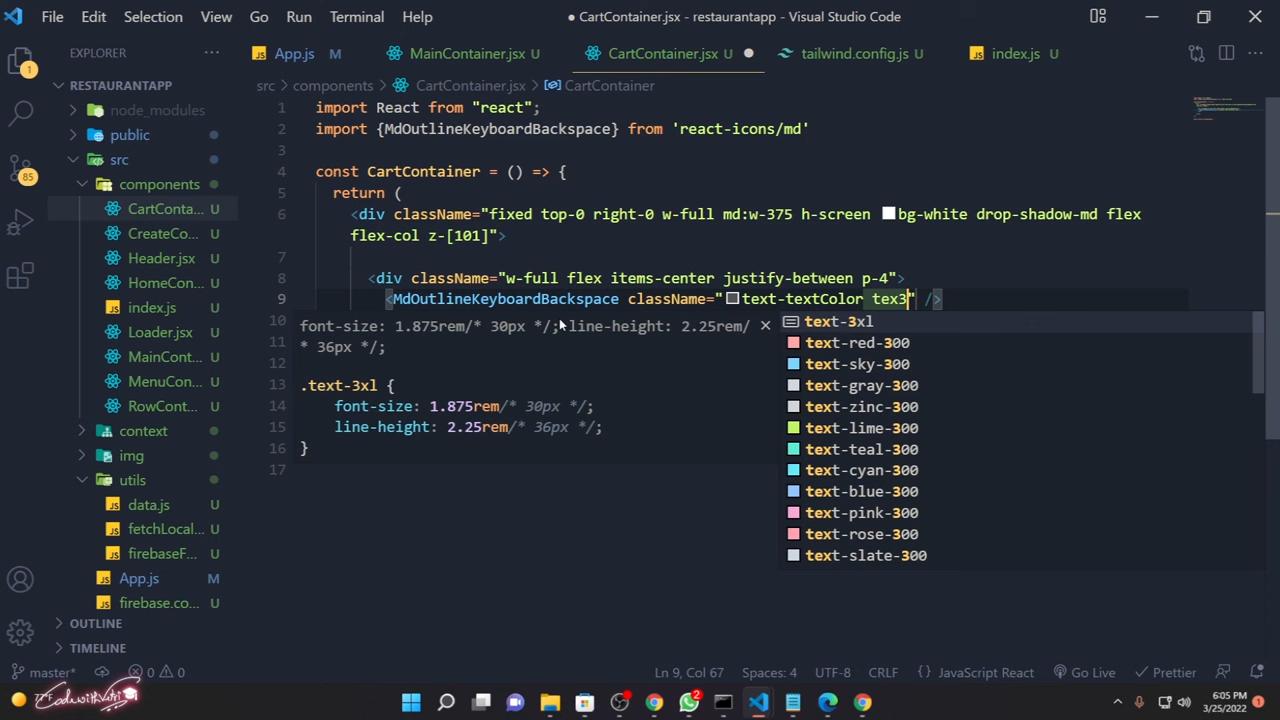 File Edit Selection View Go Run Terminal Help
● CartContainer.jsx - restaurantapp - Visual Studio Code
EXPLORER ...
App.js M
MainContainer.jsx U
CartContainer.jsx U ●
tailwind.config.js U
index.js U
src > components > CartContainer.jsx > CartContainer
RESTAURANTAPP
node_modules
public
src
components
CartConta... U
CreateCo... U
Header.jsx U
HomeCon... U
index.js U
Loader.jsx U
MainCont... U
MenuCon... U
RowCont... U
context
img
utils
data.js U
fetchLocal... U
firebaseF... U
App.js M
firebase.co... U
OUTLINE
TIMELINE
1
85
1 import React from "react";
2 import {MdOutlineKeyboardBackspace} from 'react-icons/md'
3
4 const CartContainer = () => {
5 return (
6 <div className="fixed top-0 right-0 w-full md:w-375 h-screen bg-white drop-shadow-md flex
flex-col z-[101]">
7
8 <div className="w-full flex items-center justify-between p-4">
9 <MdOutlineKeyboardBackspace className="text-textColor tex3" />
10
11
12
13
14
15
16
17
font-size: 1.875rem/* 30px */; line-height: 2.25rem/
* 36px */;
.text-3xl {
font-size: 1.875rem/* 30px */;
line-height: 2.25rem/* 36px */;
}
text-3xl
text-red-300
text-sky-300
text-gray-300
text-zinc-300
text-lime-300
text-teal-300
text-cyan-300
text-blue-300
text-pink-300
text-rose-300
text-slate-300
master* 0 0 Ln 9, Col 67 Spaces: 4 UTF-8 CRLF { } JavaScript React Go Live Prettier
2
6:05 PM
3/25/2022
1